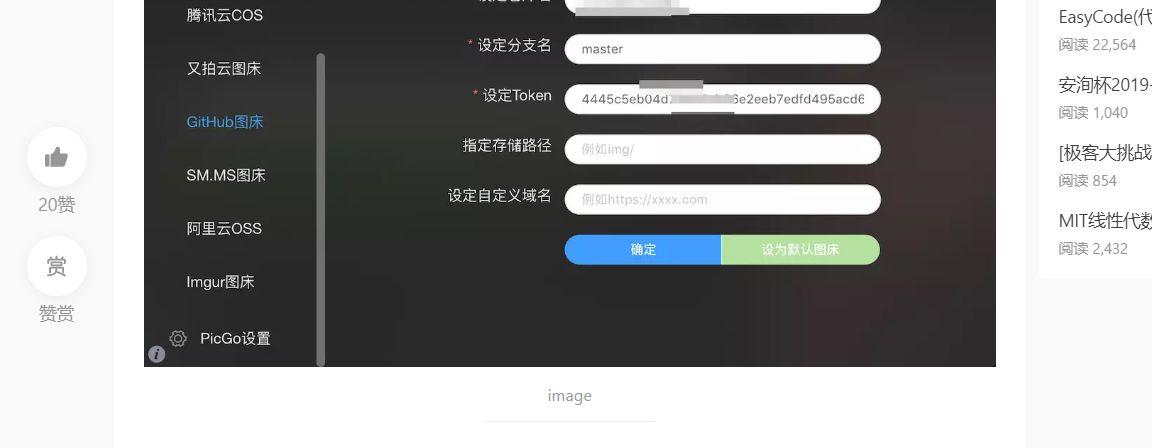 腾讯云COS
又拍云图床
GitHub图床
SM.MS图床
阿里云OSS
Imgur图床
PicGo设置
* 设定分支名
master
* 设定Token
指定存储路径
例如img/
设定自定义域名
例如https://xxxx.com
确定
设为默认图床
image
20赞
赏
赞赏
EasyCode(代
阅读 22,564
安洵杯2019-
阅读 1,040
[极客大挑战
阅读 854
MIT线性代数
阅读 2,432